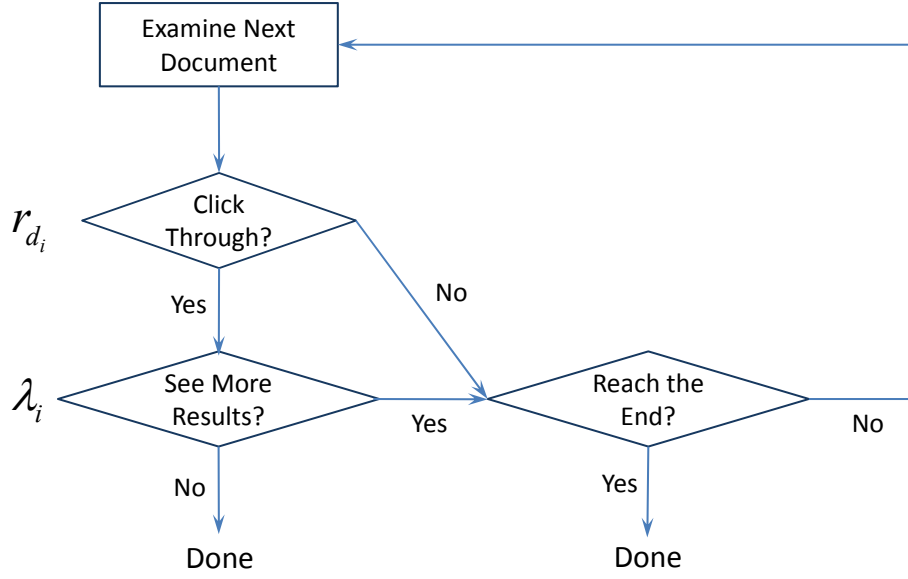 Examine Next
Document
r_{d_i}
Click
Through?
No
Yes
λ_i
See More
Results?
Yes
Reach the
End?
No
No
Yes
Done
Done